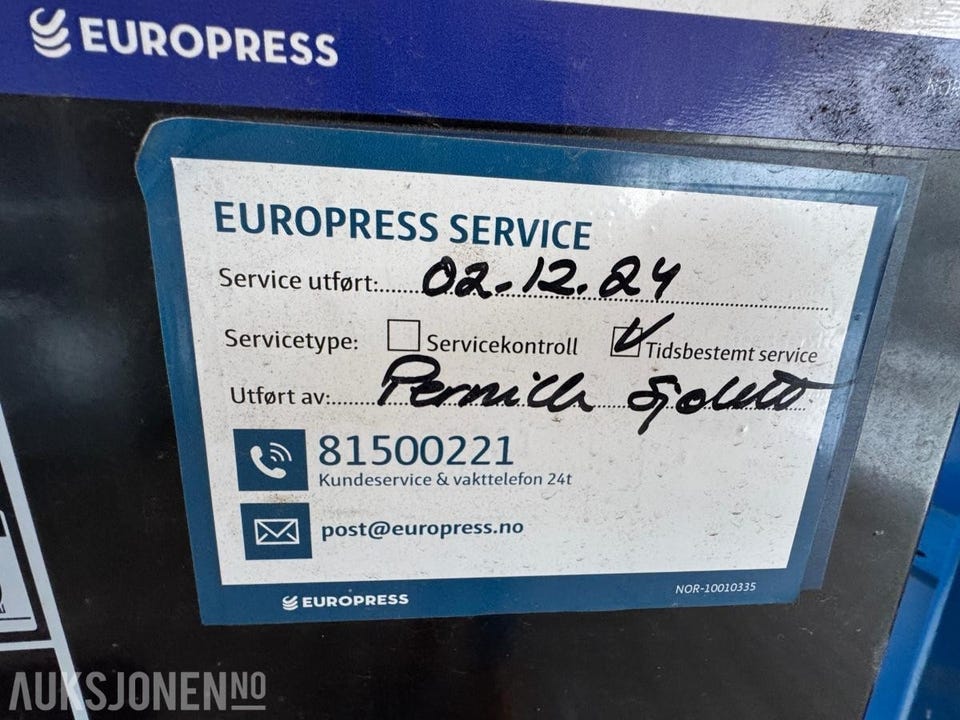 EUROPRESS
EUROPRESS SERVICE
Service utført:.....02.12.24
Servicetype: Servicekontroll Tidsbestemt service
Utført av:.....Pernilla
81500221
Kundeservice & vakttelefon 24t
post@europress.no
EUROPRESS
NOR-10010335
AUKSJONEN NO